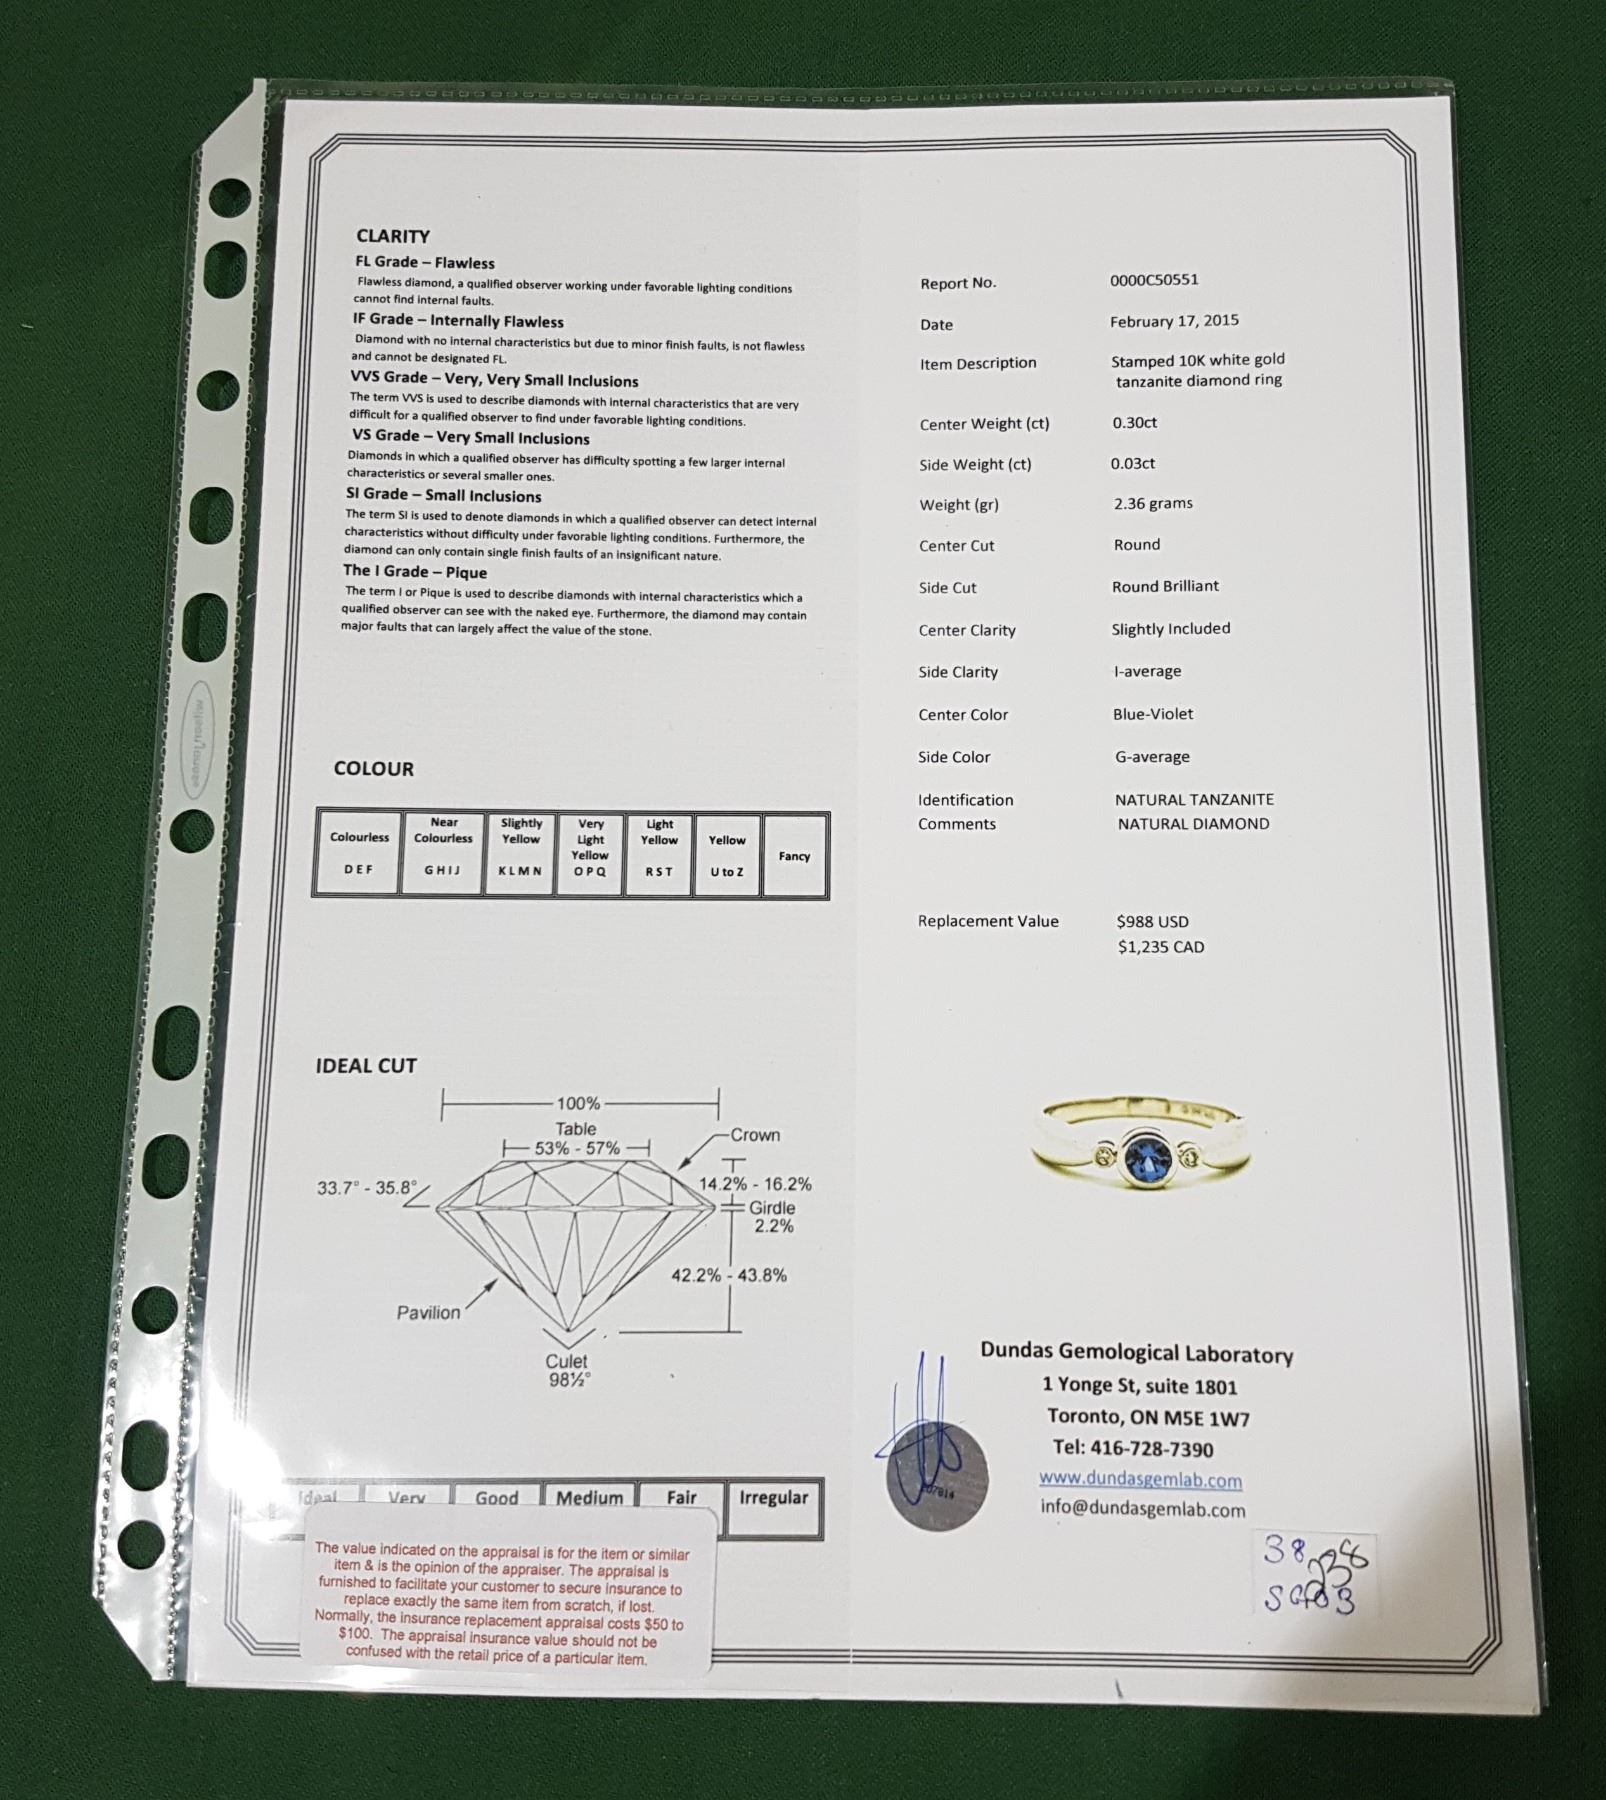 CLARITY
FL Grade – Flawless
Flawless diamond, a qualified observer working under favorable lighting conditions
cannot find internal faults.
IF Grade – Internally Flawless
Diamond with no internal characteristics but due to minor finish faults, is not flawless
and cannot be designated FL.
VVS Grade – Very, Very Small Inclusions
The term VVS is used to describe diamonds with internal characteristics that are very
difficult for a qualified observer to find under favorable lighting conditions.
VS Grade – Very Small Inclusions
Diamonds in which a qualified observer has difficulty spotting a few larger internal
characteristics or several smaller ones.
SI Grade – Small Inclusions
The term SI is used to denote diamonds in which a qualified observer can detect internal
characteristics without difficulty under favorable lighting conditions. Furthermore, the
diamond can only contain single finish faults of an insignificant nature.
The I Grade – Pique
The term I or Pique is used to describe diamonds with internal characteristics which a
qualified observer can see with the naked eye. Furthermore, the diamond may contain
major faults that can largely affect the value of the stone.
COLOUR
Colourless
D E F
Near
Colourless
G H I J
Slightly
Yellow
K L M N
Very
Light
Yellow
O P Q
Light
Yellow
R S T
Yellow
U to Z
Fancy
IDEAL CUT
100%
Table
53% - 57%
Crown
33.7° - 35.8°
14.2% - 16.2%
Girdle
2.2%
42.2% - 43.8%
Pavilion
Culet
98½°
Ideal Very Good Medium Fair Irregular
The value indicated on the appraisal is for the item or similar
item & is the opinion of the appraiser. The appraisal is
furnished to facilitate your customer to secure insurance to
replace exactly the same item from scratch, if lost.
Normally, the insurance replacement appraisal costs $50 to
$100. The appraisal insurance value should not be
confused with the retail price of a particular item.
Report No. 0000C50551
Date February 17, 2015
Item Description Stamped 10K white gold
tanzanite diamond ring
Center Weight (ct) 0.30ct
Side Weight (ct) 0.03ct
Weight (gr) 2.36 grams
Center Cut Round
Side Cut Round Brilliant
Center Clarity Slightly Included
Side Clarity I-average
Center Color Blue-Violet
Side Color G-average
Identification NATURAL TANZANITE
Comments NATURAL DIAMOND
Replacement Value $988 USD
$1,235 CAD
Dundas Gemological Laboratory
1 Yonge St, suite 1801
Toronto, ON M5E 1W7
Tel: 416-728-7390
www.dundasgemlab.com
info@dundasgemlab.com
38